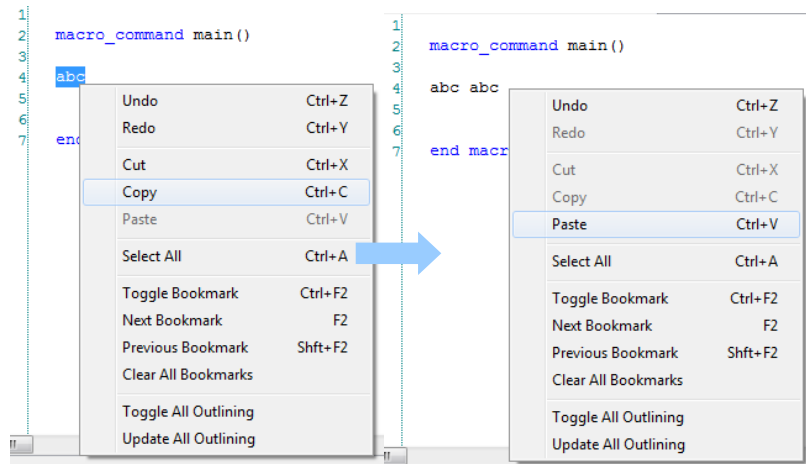 1
2 macro_command main()
3
4 abc
5
6
7 end
Undo Ctrl+Z
Redo Ctrl+Y
Cut Ctrl+X
Copy Ctrl+C
Paste Ctrl+V
Select All Ctrl+A
Toggle Bookmark Ctrl+F2
Next Bookmark F2
Previous Bookmark Shft+F2
Clear All Bookmarks
Toggle All Outlining
Update All Outlining
1
2 macro_command main()
3
4 abc abc
5
6
7 end macr
Undo Ctrl+Z
Redo Ctrl+Y
Cut Ctrl+X
Copy Ctrl+C
Paste Ctrl+V
Select All Ctrl+A
Toggle Bookmark Ctrl+F2
Next Bookmark F2
Previous Bookmark Shft+F2
Clear All Bookmarks
Toggle All Outlining
Update All Outlining